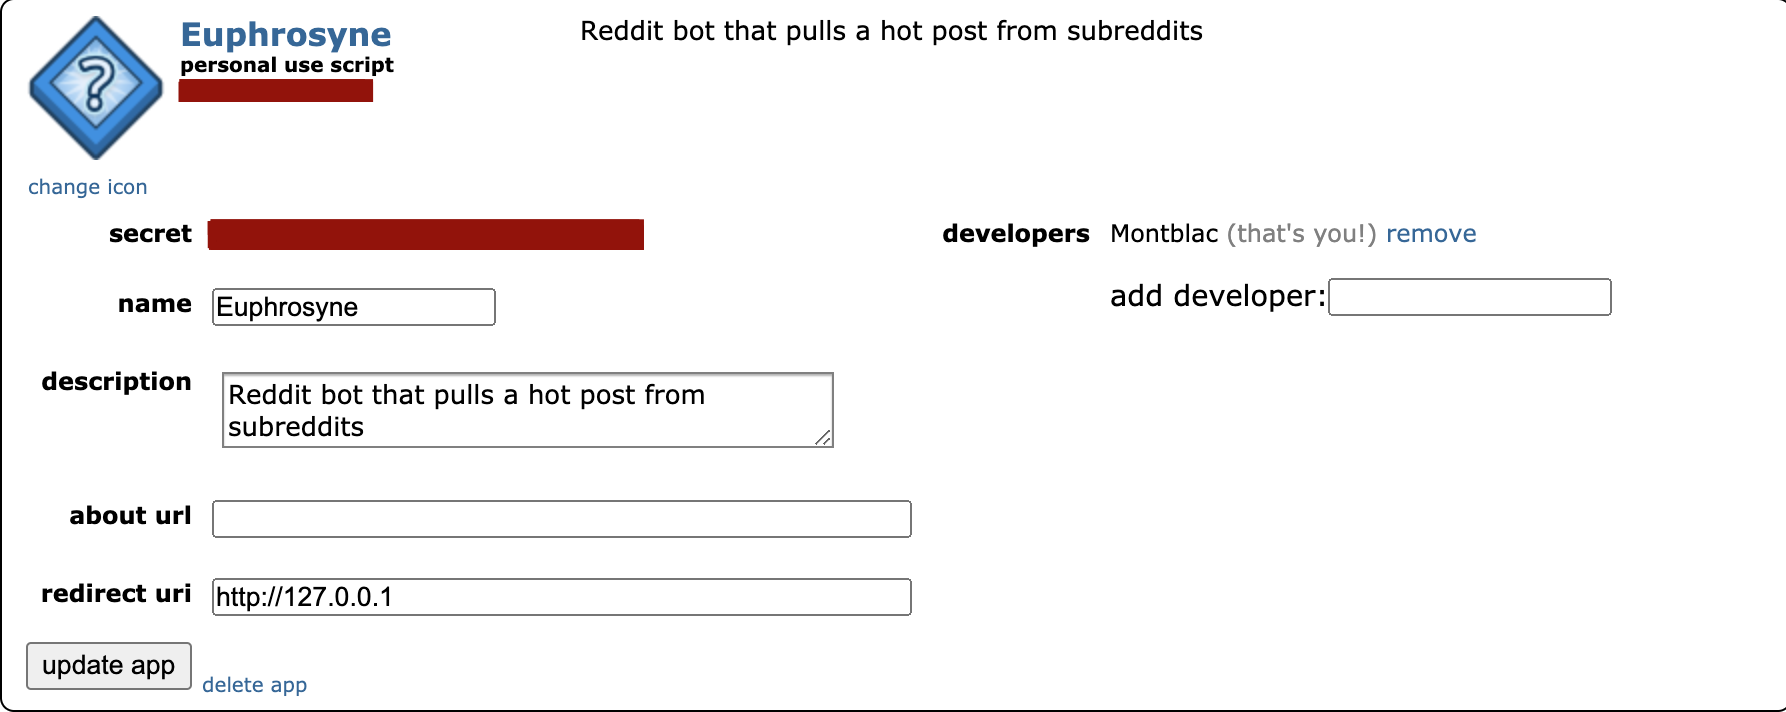 Euphrosyne
personal use script
Reddit bot that pulls a hot post from subreddits
change icon
secret
developers Montblac (that's you!) remove
add developer:
name Euphrosyne
description Reddit bot that pulls a hot post from
subreddits
about url
redirect uri http://127.0.0.1
update app delete app